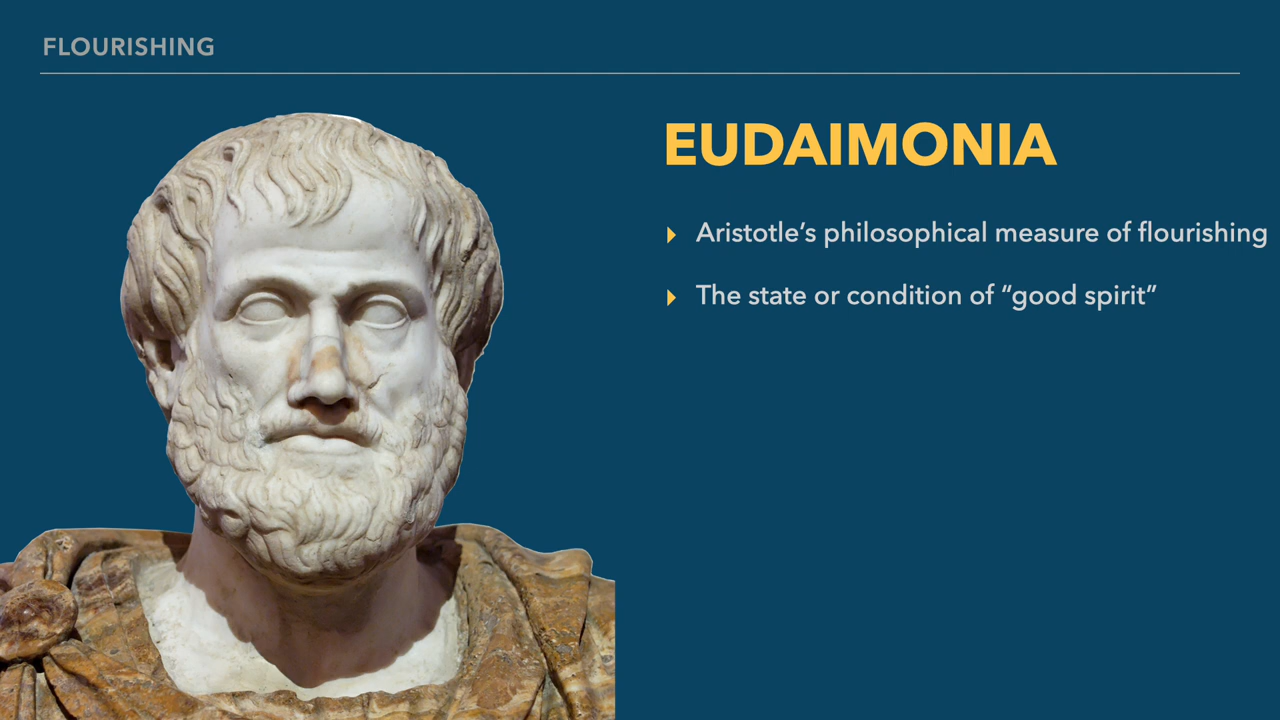 FLOURISHING
EUDAIMONIA
Aristotle’s philosophical measure of flourishing
The state or condition of “good spirit”